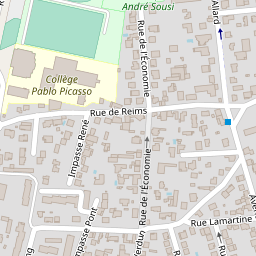 André Sousi
Rue de l'Économie
Allard
Collège
Pablo Picasso
Rue de Reims
Impasse René
Rue de l'Économie
Rue Lamartine
Impasse Pont
Verdun